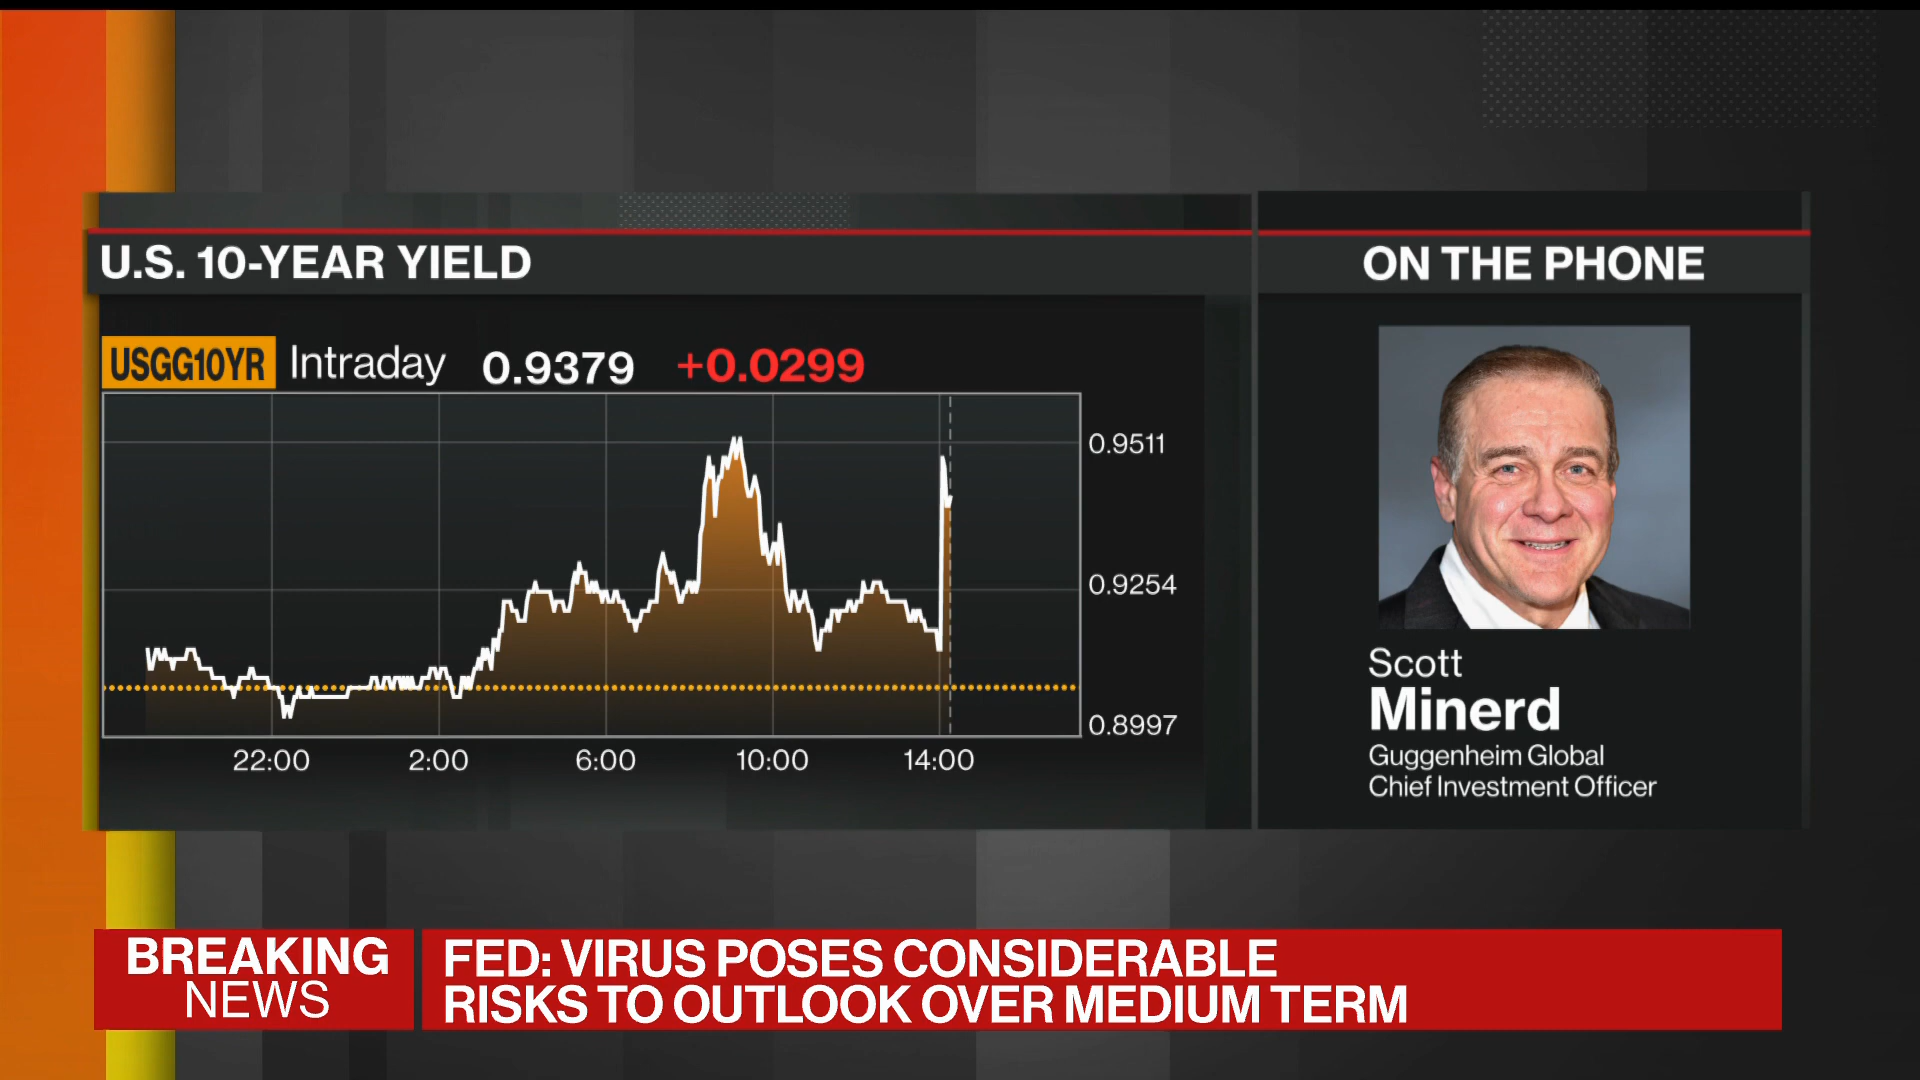 U.S. 10-YEAR YIELD
USGG10YR Intraday 0.9379 +0.0299
0.9511
0.9254
0.8997
22:00 2:00 6:00 10:00 14:00
ON THE PHONE
Scott
Minerd
Guggenheim Global
Chief Investment Officer
BREAKING
NEWS
FED: VIRUS POSES CONSIDERABLE
RISKS TO OUTLOOK OVER MEDIUM TERM